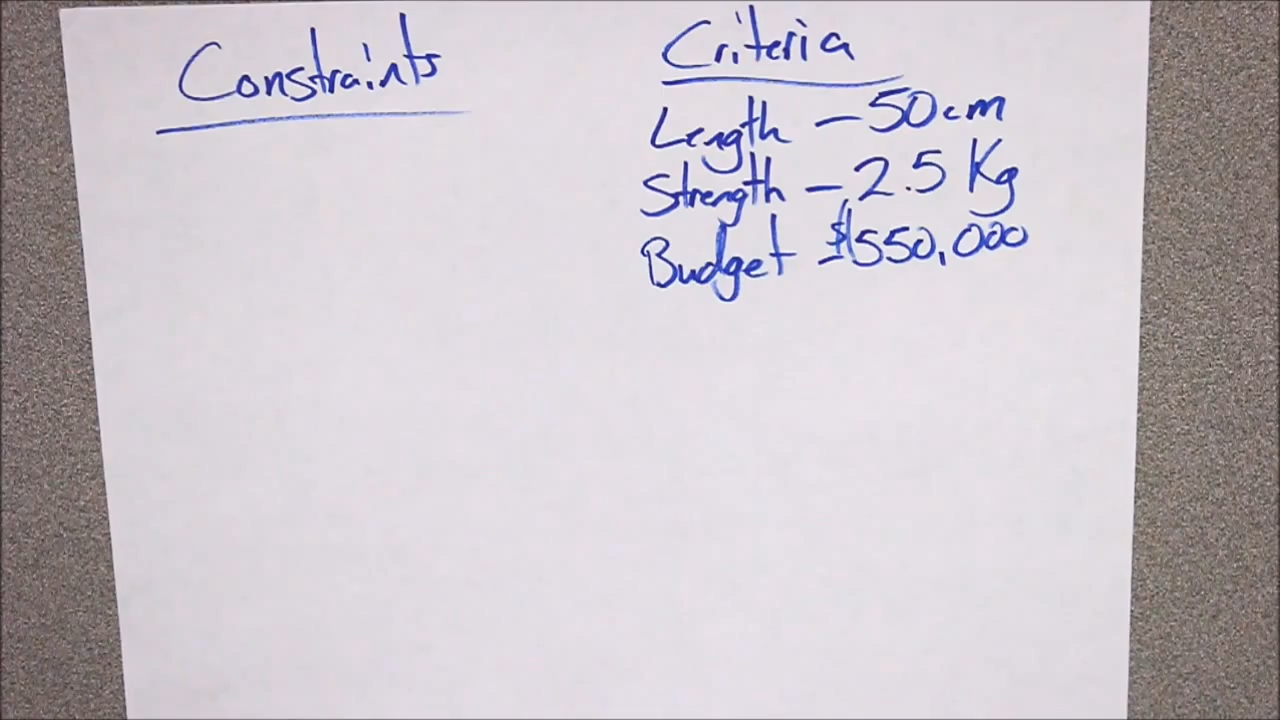 Constraints
Criteria
Length - 50cm
Strength - 2.5 Kg
Budget - $550,000